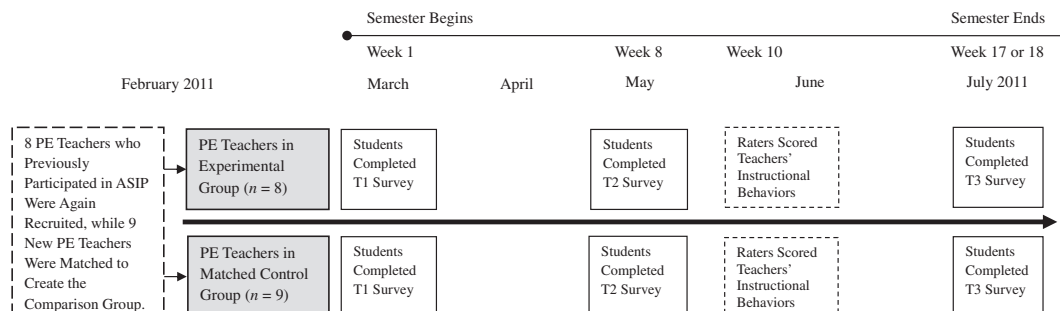 Semester Begins
Semester Ends
Week 1
Week 8
Week 10
Week 17 or 18
February 2011
March
April
May
June
July 2011
8 PE Teachers who
Previously
Participated in ASIP
Were Again
Recruited, while 9
New PE Teachers
Were Matched to
Create the
Comparison Group.
PE Teachers in
Experimental
Group (n = 8)
Students
Completed
T1 Survey
Students
Completed
T2 Survey
Raters Scored
Teachers'
Instructional
Behaviors
Students
Completed
T3 Survey
PE Teachers in
Matched Control
Group (n = 9)
Students
Completed
T1 Survey
Students
Completed
T2 Survey
Raters Scored
Teachers'
Instructional
Behaviors
Students
Completed
T3 Survey